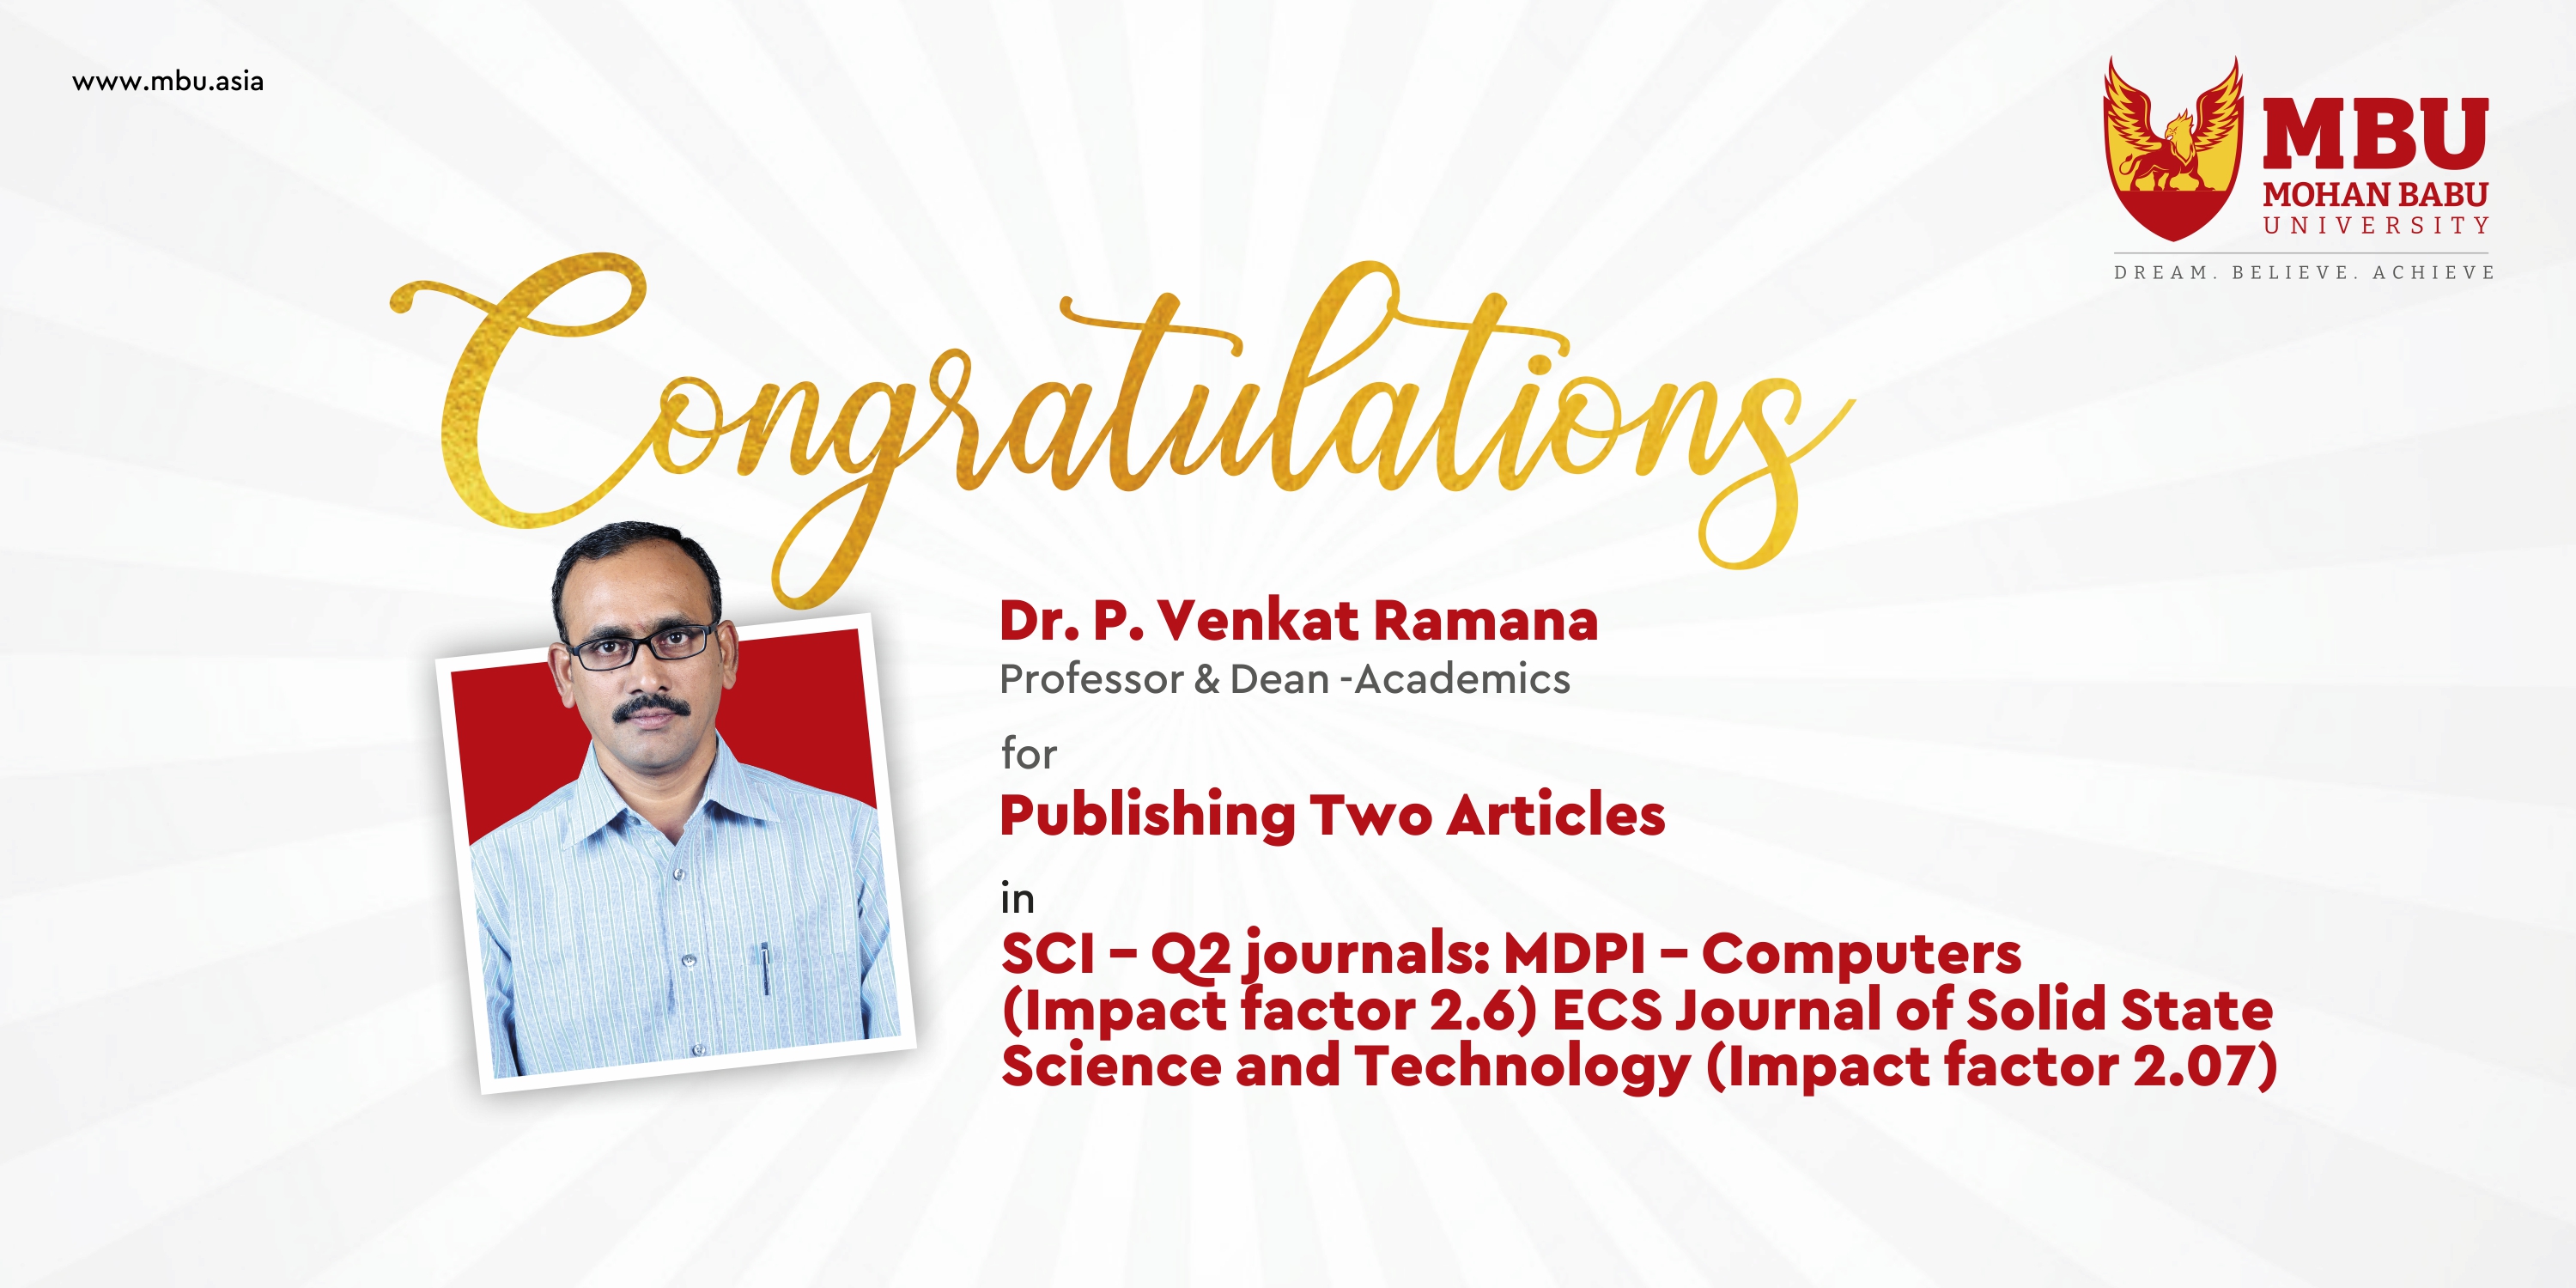 www.mbu.asia
MBU
MOHAN BABU
UNIVERSITY
DREAM. BELIEVE. ACHIEVE
Congratulations
Dr. P. Venkat Ramana
Professor & Dean -Academics
for
Publishing Two Articles
in
SCI – Q2 journals: MDPI – Computers
(Impact factor 2.6) ECS Journal of Solid State
Science and Technology (Impact factor 2.07)